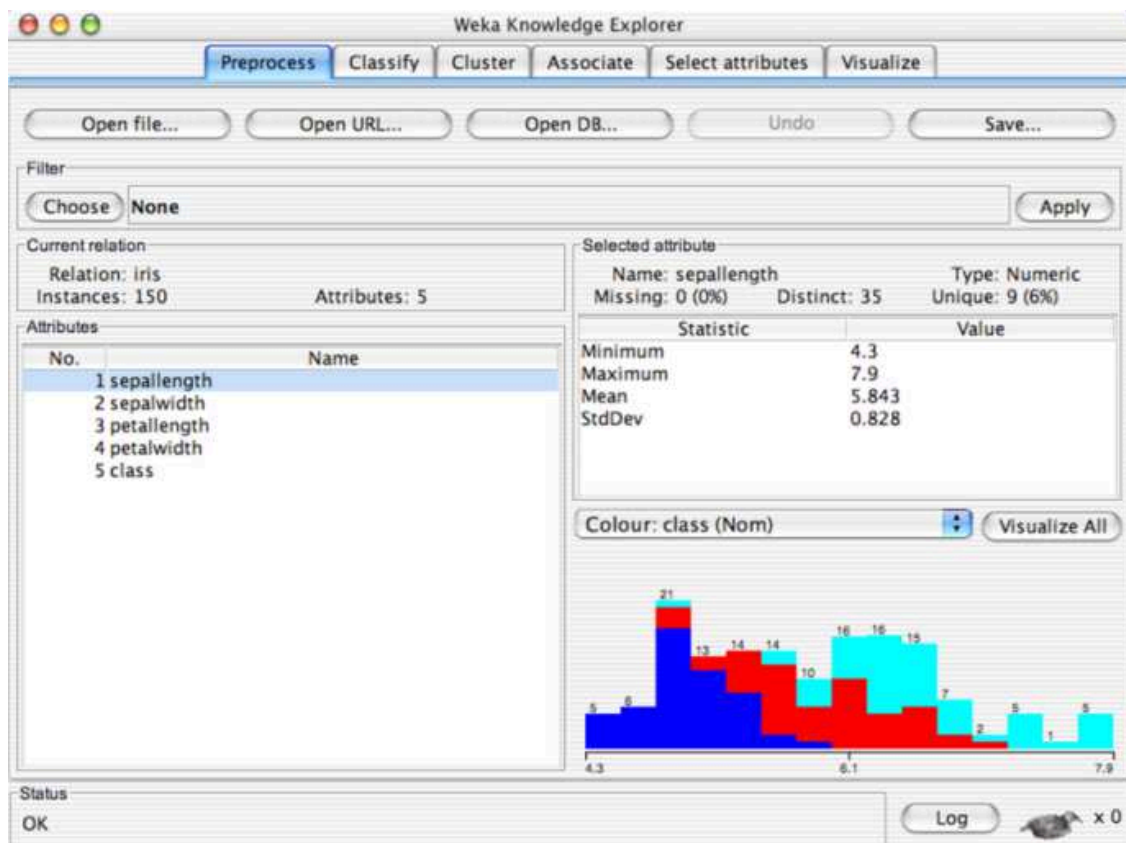 Weka Knowledge Explorer
Preprocess Classify Cluster Associate Select attributes Visualize
Open file... Open URL... Open DB... Undo Save...
Filter
Choose None Apply
Current relation
Relation: iris
Instances: 150 Attributes: 5
Attributes
No. Name
1 sepallength
2 sepalwidth
3 petallength
4 petalwidth
5 class
Selected attribute
Name: sepallength Type: Numeric
Missing: 0 (0%) Distinct: 35 Unique: 9 (6%)
Statistic Value
Minimum 4.3
Maximum 7.9
Mean 5.843
StdDev 0.828
Colour: class (Nom) Visualize All
5 6 21 13 14 14 10 16 16 15 7 2 5 1 5
4.3 6.1 7.9
Status
OK
Log x 0